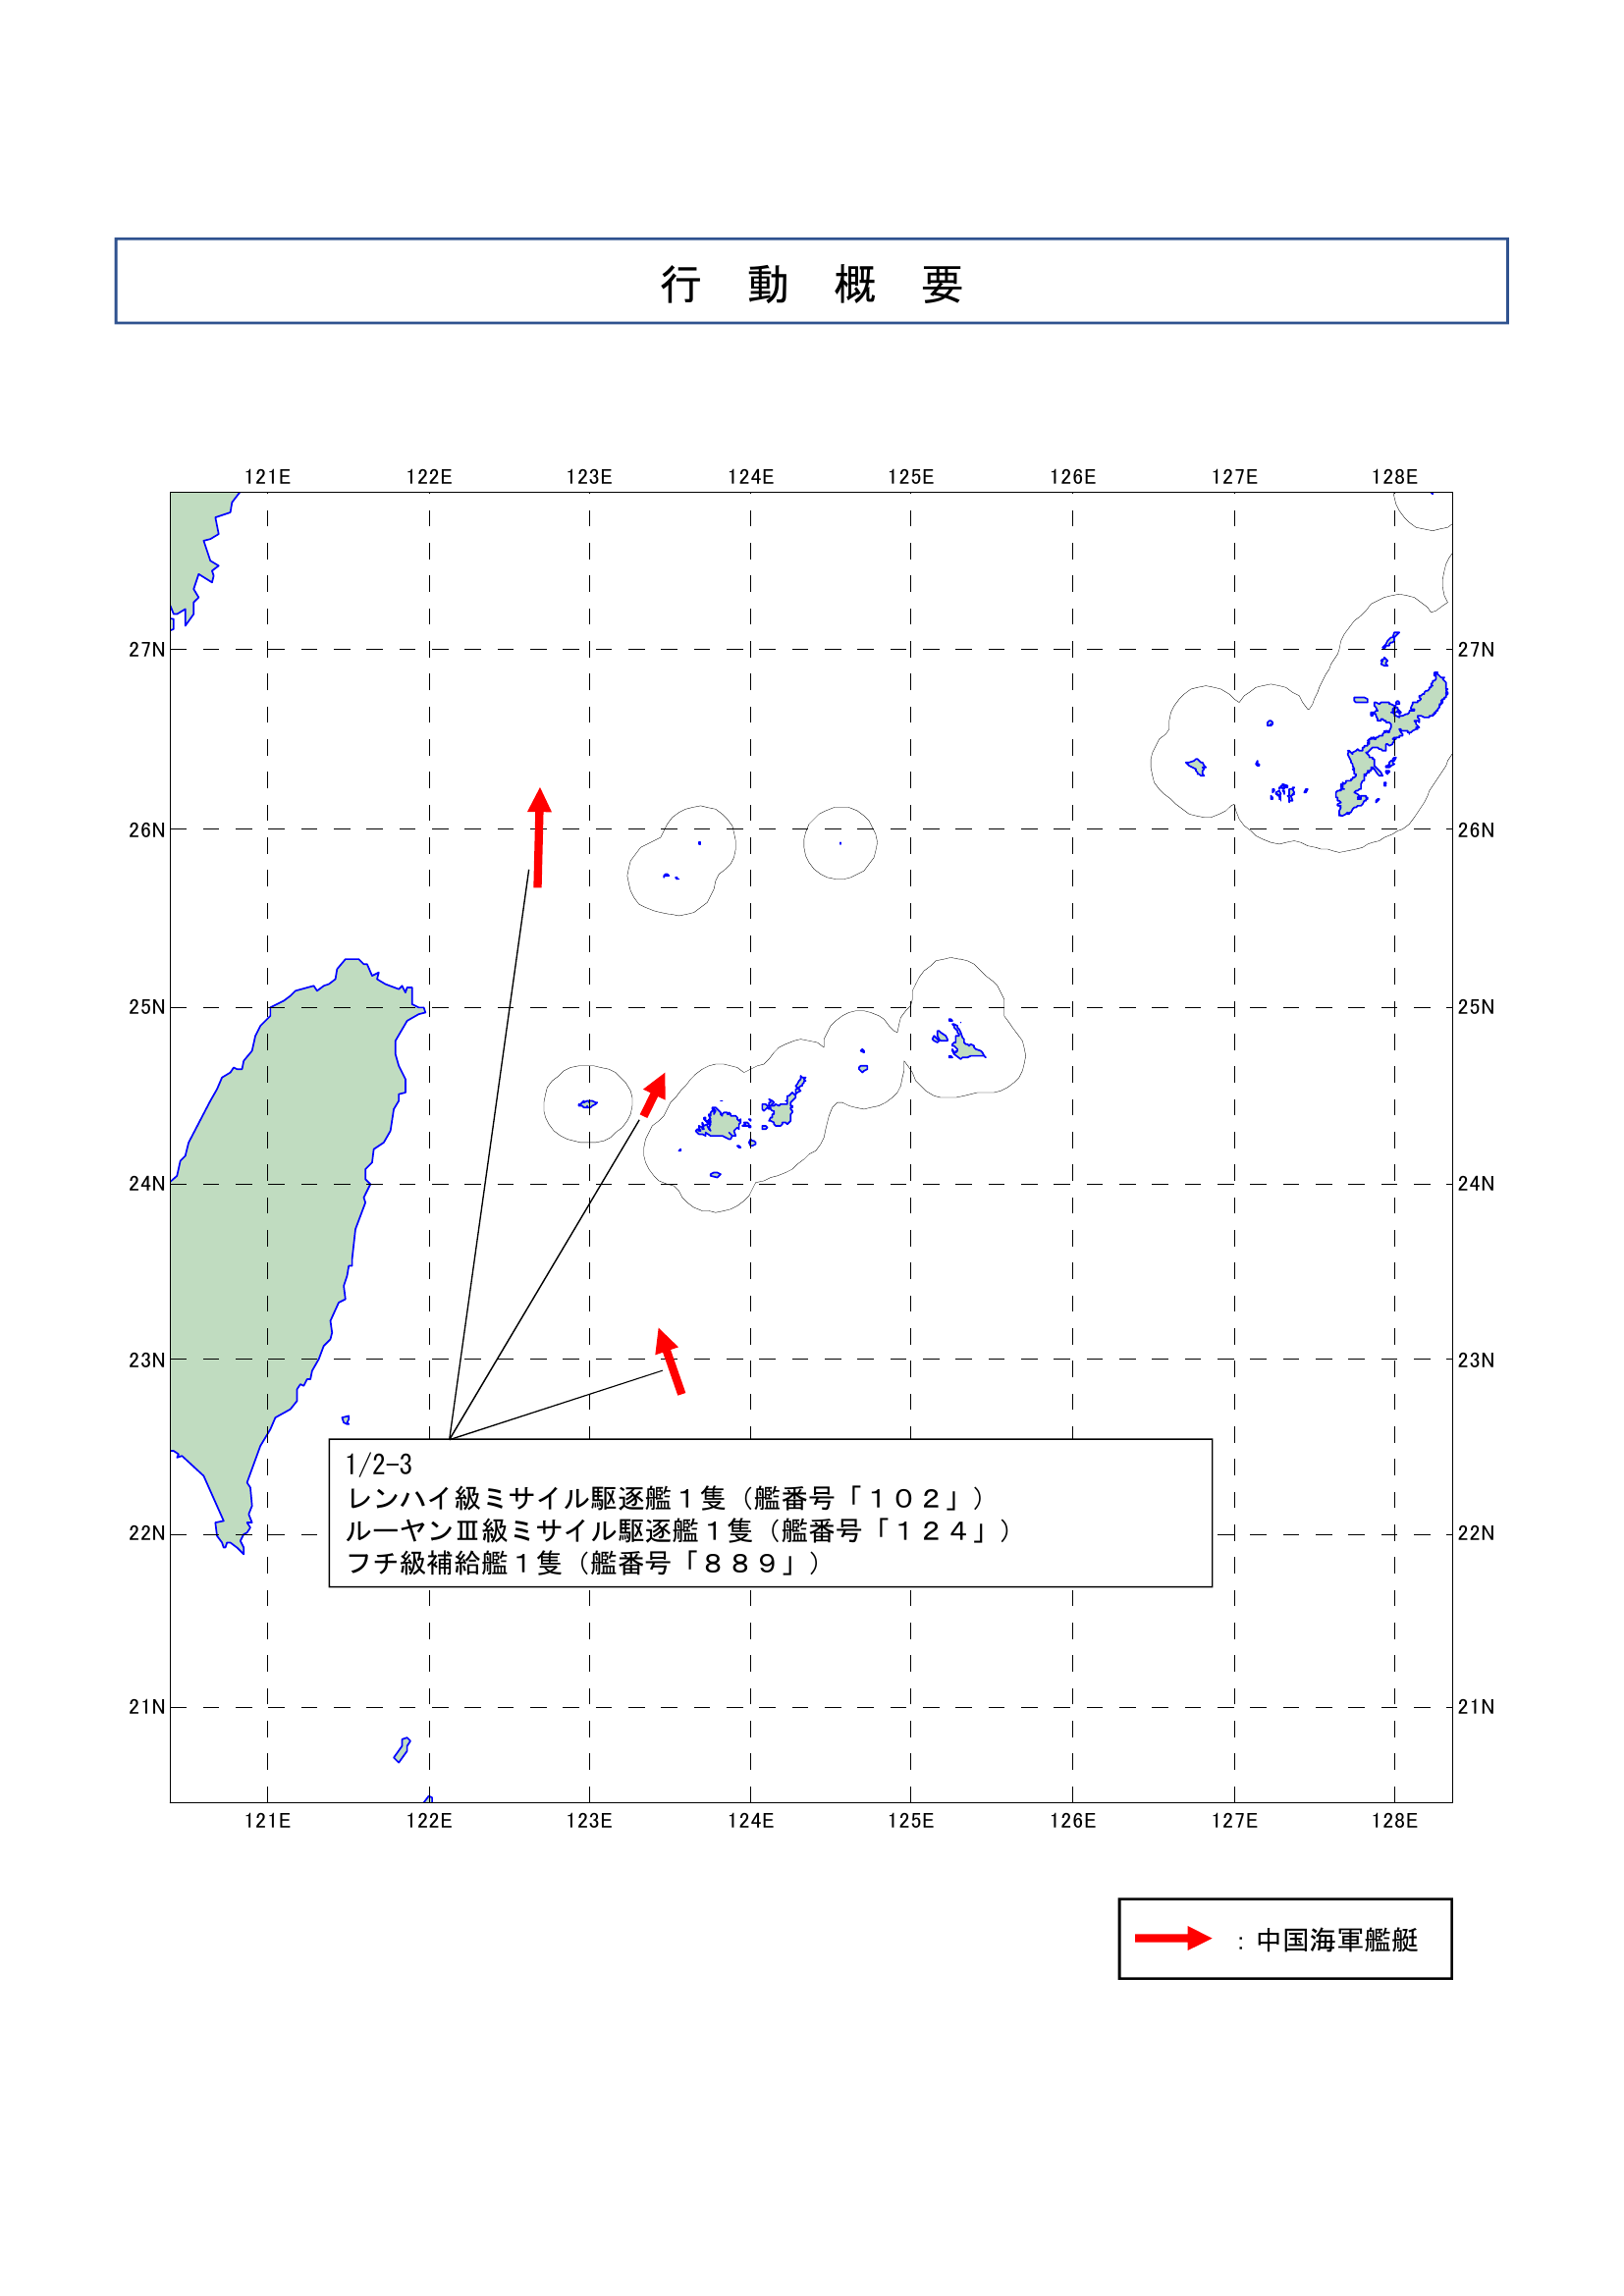 行 動 概 要
121E 122E 123E 124E 125E 126E 127E 128E
27N 27N
26N 26N
25N 25N
24N 24N
23N 23N
1/2-3
レンハイ級ミサイル駆逐艦１隻（艦番号「１０２」）
ルーヤンⅢ級ミサイル駆逐艦１隻（艦番号「１２４」）
フチ級補給艦１隻（艦番号「８８９」）
22N 22N
21N 21N
121E 122E 123E 124E 125E 126E 127E 128E
：中国海軍艦艇